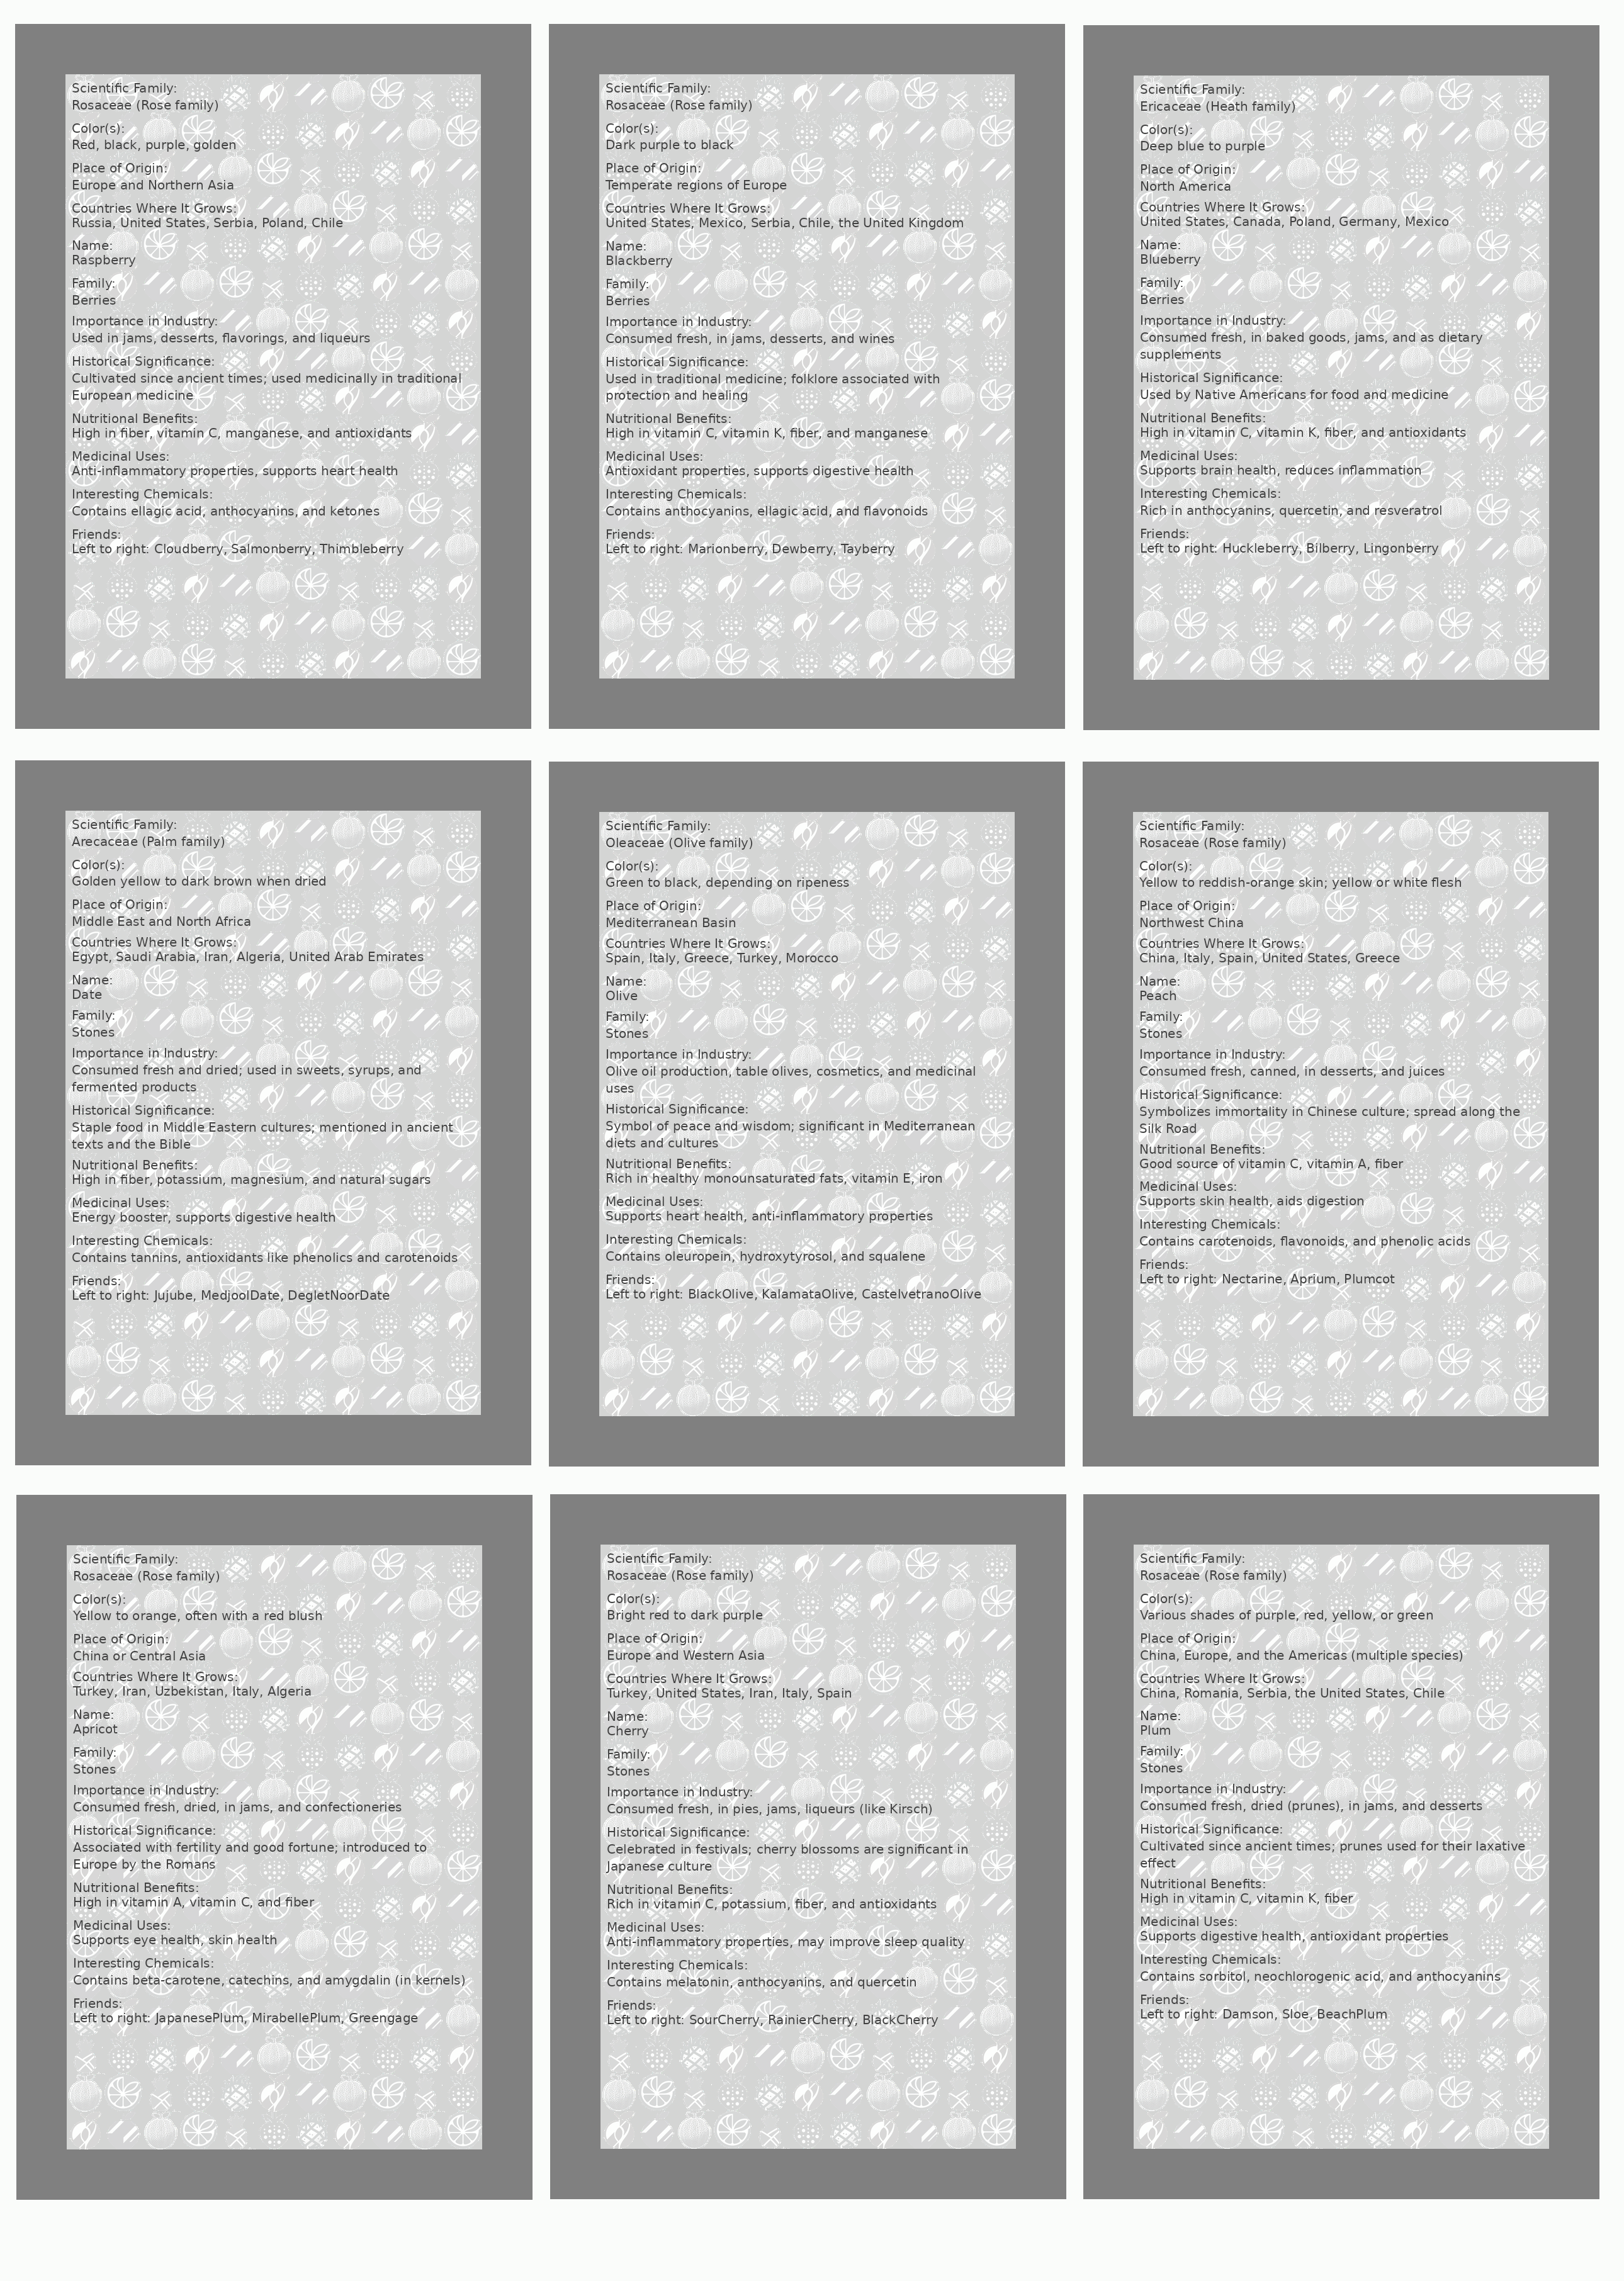 Scientific Family:
Rosaceae (Rose family)
Color(s):
Red, black, purple, golden
Place of Origin:
Europe and Northern Asia
Countries Where It Grows:
Russia, United States, Serbia, Poland, Chile
Name:
Raspberry
Family:
Berries
Importance in Industry:
Used in jams, desserts, flavorings, and liqueurs
Historical Significance:
Cultivated since ancient times; used medicinally in traditional
European medicine
Nutritional Benefits:
High in fiber, vitamin C, manganese, and antioxidants
Medicinal Uses:
Anti-inflammatory properties, supports heart health
Interesting Chemicals:
Contains ellagic acid, anthocyanins, and ketones
Friends:
Left to right: Cloudberry, Salmonberry, Thimbleberry
Scientific Family:
Rosaceae (Rose family)
Color(s):
Dark purple to black
Place of Origin:
Temperate regions of Europe
Countries Where It Grows:
United States, Mexico, Serbia, Chile, the United Kingdom
Name:
Blackberry
Family:
Berries
Importance in Industry:
Consumed fresh, in jams, desserts, and wines
Historical Significance:
Used in traditional medicine; folklore associated with
protection and healing
Nutritional Benefits:
High in vitamin C, vitamin K, fiber, and manganese
Medicinal Uses:
Antioxidant properties, supports digestive health
Interesting Chemicals:
Contains anthocyanins, ellagic acid, and flavonoids
Friends:
Left to right: Marionberry, Dewberry, Tayberry
Scientific Family:
Ericaceae (Heath family)
Color(s):
Deep blue to purple
Place of Origin:
North America
Countries Where It Grows:
United States, Canada, Poland, Germany, Mexico
Name:
Blueberry
Family:
Berries
Importance in Industry:
Consumed fresh, in baked goods, jams, and as dietary
supplements
Historical Significance:
Used by Native Americans for food and medicine
Nutritional Benefits:
High in vitamin C, vitamin K, fiber, and antioxidants
Medicinal Uses:
Supports brain health, reduces inflammation
Interesting Chemicals:
Rich in anthocyanins, quercetin, and resveratrol
Friends:
Left to right: Huckleberry, Bilberry, Lingonberry
Scientific Family:
Arecaceae (Palm family)
Color(s):
Golden yellow to dark brown when dried
Place of Origin:
Middle East and North Africa
Countries Where It Grows:
Egypt, Saudi Arabia, Iran, Algeria, United Arab Emirates
Name:
Date
Family:
Stones
Importance in Industry:
Consumed fresh and dried; used in sweets, syrups, and
fermented products
Historical Significance:
Staple food in Middle Eastern cultures; mentioned in ancient
texts and the Bible
Nutritional Benefits:
High in fiber, potassium, magnesium, and natural sugars
Medicinal Uses:
Energy booster, supports digestive health
Interesting Chemicals:
Contains tannins, antioxidants like phenolics and carotenoids
Friends:
Left to right: Jujube, MedjoolDate, DegletNoorDate
Scientific Family:
Oleaceae (Olive family)
Color(s):
Green to black, depending on ripeness
Place of Origin:
Mediterranean Basin
Countries Where It Grows:
Spain, Italy, Greece, Turkey, Morocco
Name:
Olive
Family:
Stones
Importance in Industry:
Olive oil production, table olives, cosmetics, and medicinal
uses
Historical Significance:
Symbol of peace and wisdom; significant in Mediterranean
diets and cultures
Nutritional Benefits:
Rich in healthy monounsaturated fats, vitamin E, iron
Medicinal Uses:
Supports heart health, anti-inflammatory properties
Interesting Chemicals:
Contains oleuropein, hydroxytyrosol, and squalene
Friends:
Left to right: BlackOlive, KalamataOlive, CastelvetranoOlive
Scientific Family:
Rosaceae (Rose family)
Color(s):
Yellow to reddish-orange skin; yellow or white flesh
Place of Origin:
Northwest China
Countries Where It Grows:
China, Italy, Spain, United States, Greece
Name:
Peach
Family:
Stones
Importance in Industry:
Consumed fresh, canned, in desserts, and juices
Historical Significance:
Symbolizes immortality in Chinese culture; spread along the
Silk Road
Nutritional Benefits:
Good source of vitamin C, vitamin A, fiber
Medicinal Uses:
Supports skin health, aids digestion
Interesting Chemicals:
Contains carotenoids, flavonoids, and phenolic acids
Friends:
Left to right: Nectarine, Aprium, Plumcot
Scientific Family:
Rosaceae (Rose family)
Color(s):
Yellow to orange, often with a red blush
Place of Origin:
China or Central Asia
Countries Where It Grows:
Turkey, Iran, Uzbekistan, Italy, Algeria
Name:
Apricot
Family:
Stones
Importance in Industry:
Consumed fresh, dried, in jams, and confectioneries
Historical Significance:
Associated with fertility and good fortune; introduced to
Europe by the Romans
Nutritional Benefits:
High in vitamin A, vitamin C, and fiber
Medicinal Uses:
Supports eye health, skin health
Interesting Chemicals:
Contains beta-carotene, catechins, and amygdalin (in kernels)
Friends:
Left to right: JapanesePlum, MirabellePlum, Greengage
Scientific Family:
Rosaceae (Rose family)
Color(s):
Bright red to dark purple
Place of Origin:
Europe and Western Asia
Countries Where It Grows:
Turkey, United States, Iran, Italy, Spain
Name:
Cherry
Family:
Stones
Importance in Industry:
Consumed fresh, in pies, jams, liqueurs (like Kirsch)
Historical Significance:
Celebrated in festivals; cherry blossoms are significant in
Japanese culture
Nutritional Benefits:
Rich in vitamin C, potassium, fiber, and antioxidants
Medicinal Uses:
Anti-inflammatory properties, may improve sleep quality
Interesting Chemicals:
Contains melatonin, anthocyanins, and quercetin
Friends:
Left to right: SourCherry, RainierCherry, BlackCherry
Scientific Family:
Rosaceae (Rose family)
Color(s):
Various shades of purple, red, yellow, or green
Place of Origin:
China, Europe, and the Americas (multiple species)
Countries Where It Grows:
China, Romania, Serbia, the United States, Chile
Name:
Plum
Family:
Stones
Importance in Industry:
Consumed fresh, dried (prunes), in jams, and desserts
Historical Significance:
Cultivated since ancient times; prunes used for their laxative
effect
Nutritional Benefits:
High in vitamin C, vitamin K, fiber
Medicinal Uses:
Supports digestive health, antioxidant properties
Interesting Chemicals:
Contains sorbitol, neochlorogenic acid, and anthocyanins
Friends:
Left to right: Damson, Sloe, BeachPlum